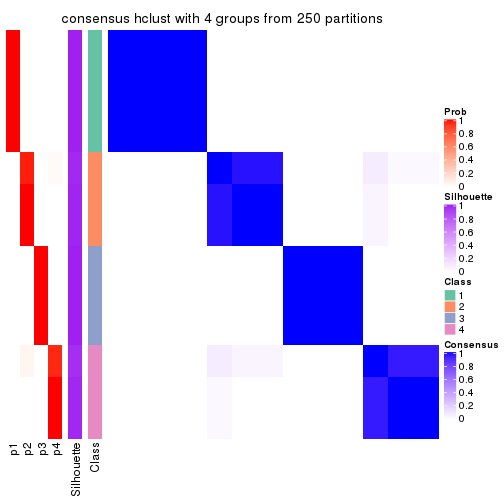 consensus hclust with 4 groups from 250 partitions
Prob
1
0.8
0.6
0.4
0.2
0
Silhouette
1
0.8
0.6
0.4
0.2
0
Class
1
2
3
4
Consensus
1
0.8
0.6
0.4
0.2
0
p1
p2
p3
p4
Silhouette
Class